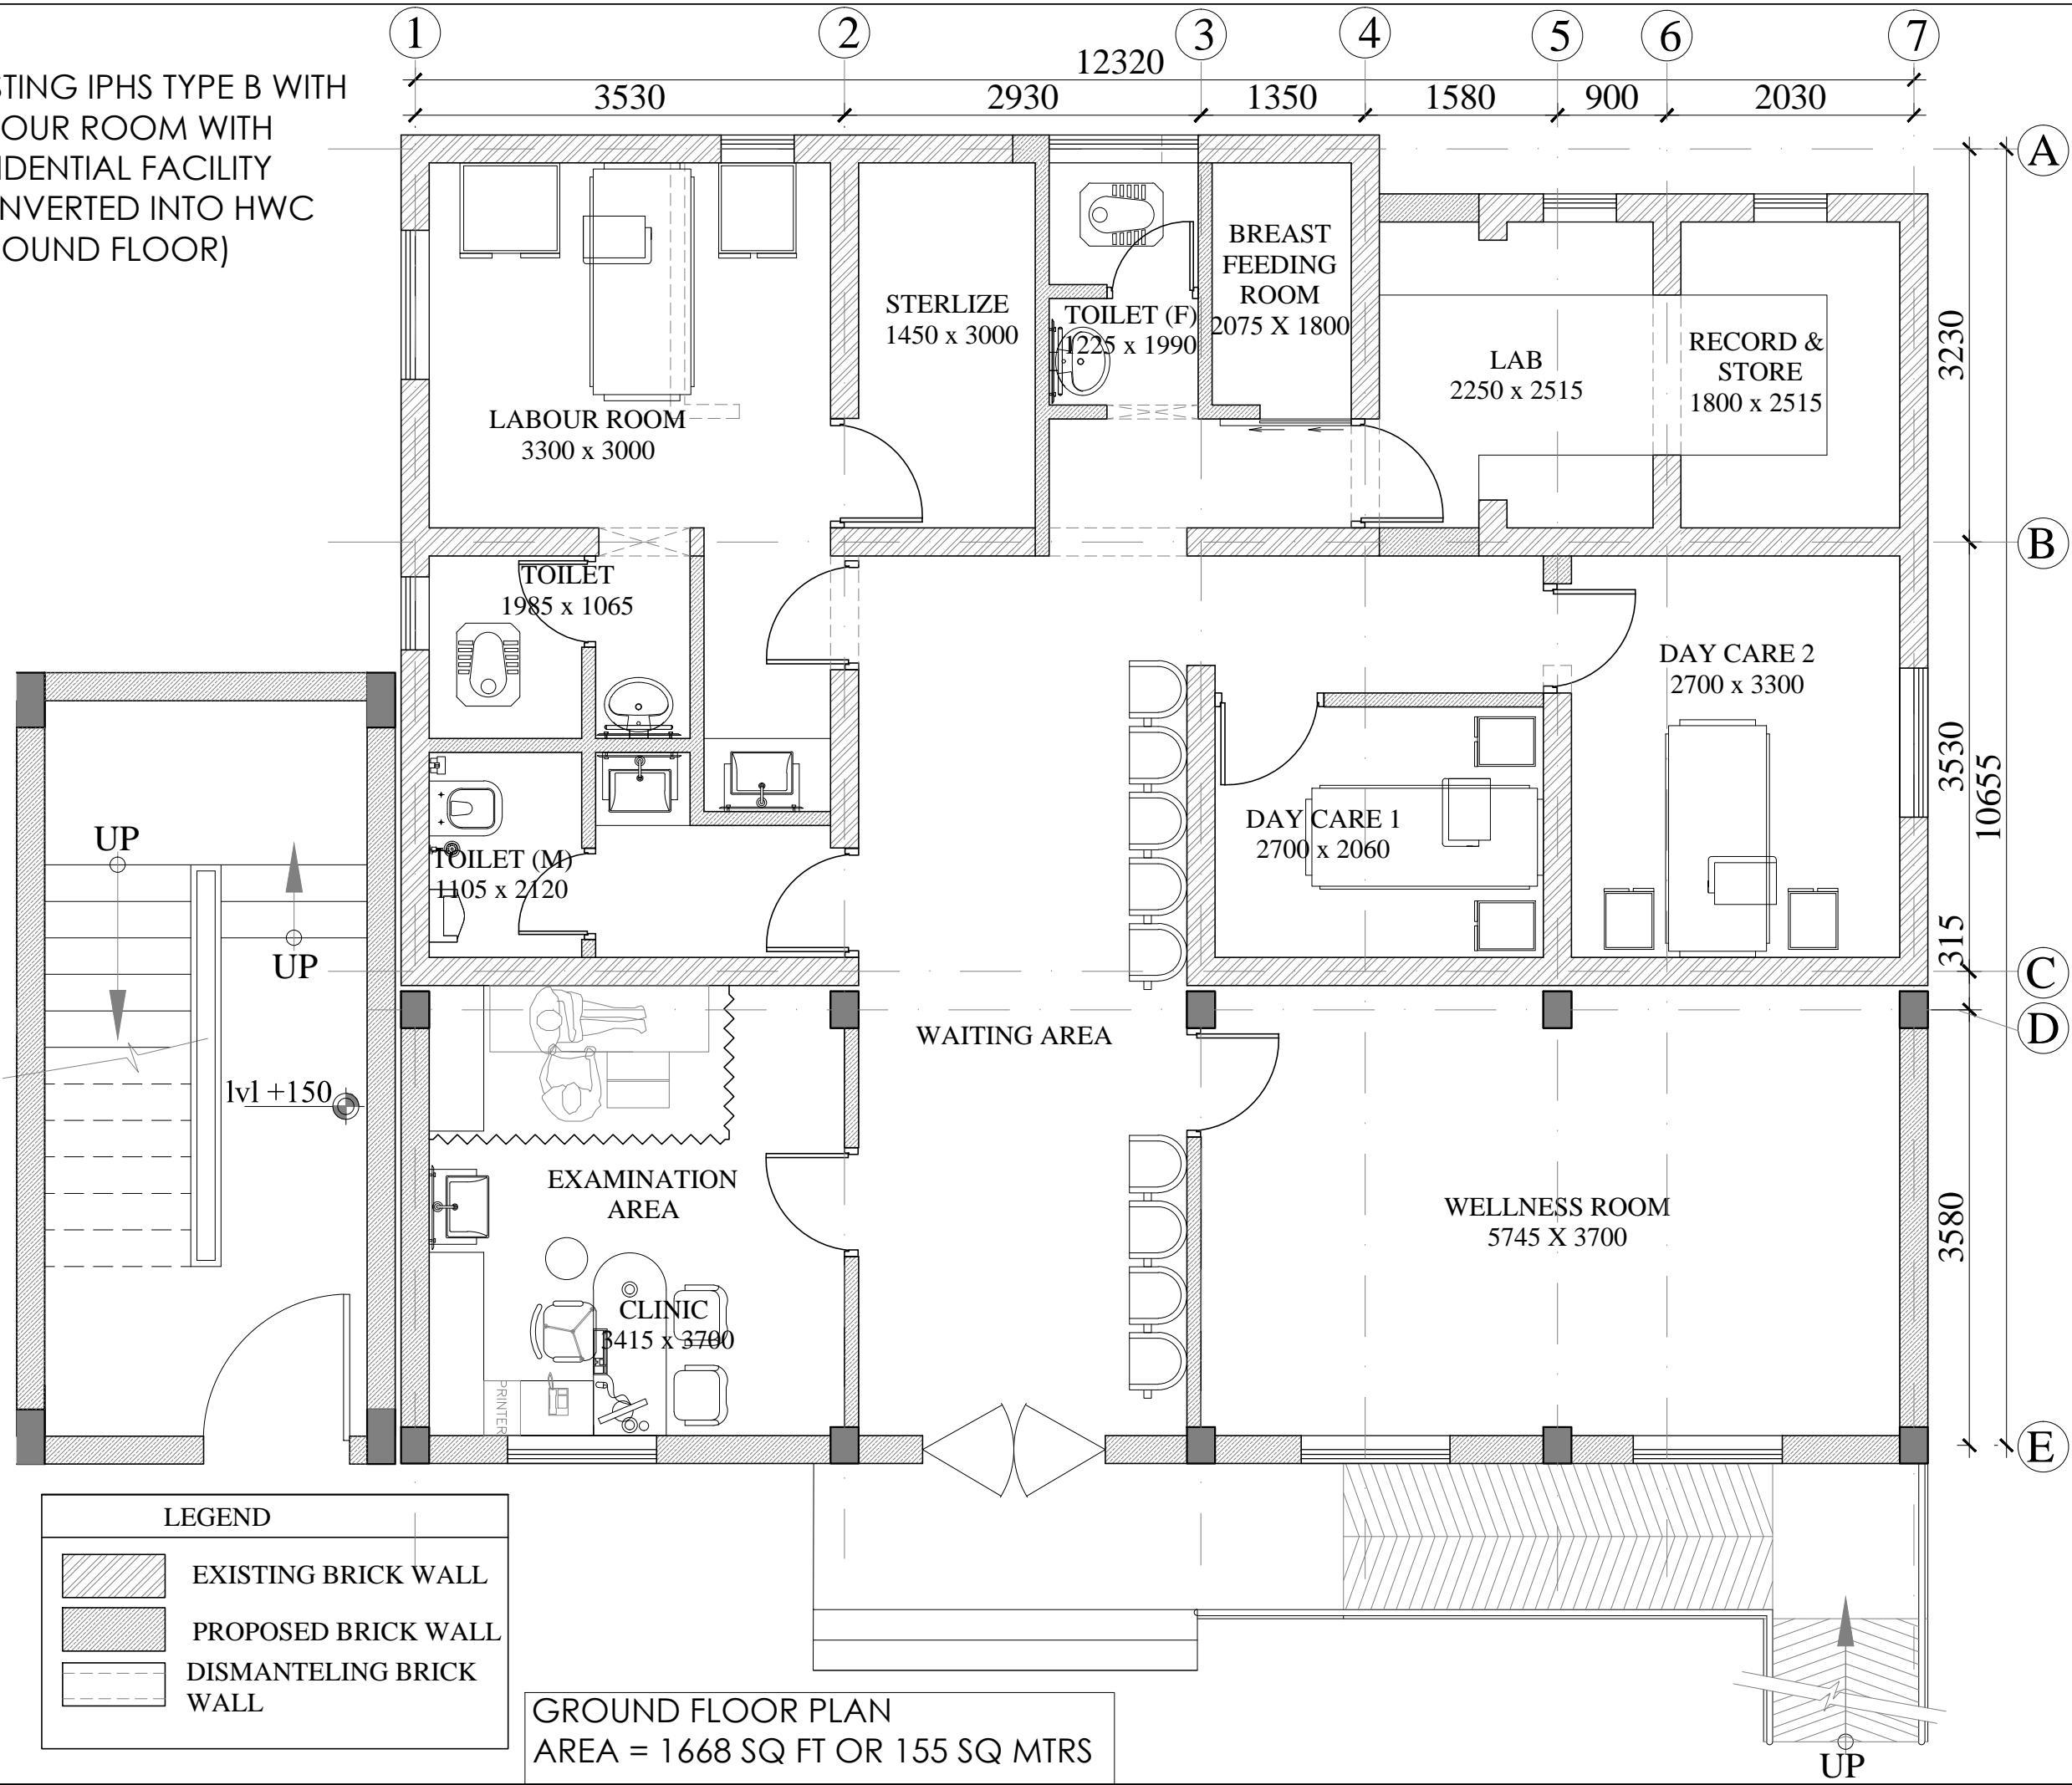 1
2
3
4
5
6
7
12320
3530
2930
1350
1580
900
2030
STING IPHS TYPE B WITH
OUR ROOM WITH
IDENTIAL FACILITY
NVERTED INTO HWC
OUND FLOOR)
A
B
C
D
E
3230
3530
10655
315
3580
STERLIZE
1450 x 3000
TOILET (F)
1225 x 1990
BREAST
FEEDING
ROOM
2075 X 1800
LAB
2250 x 2515
RECORD &
STORE
1800 x 2515
LABOUR ROOM
3300 x 3000
TOILET
1985 x 1065
DAY CARE 2
2700 x 3300
DAY CARE 1
2700 x 2060
TOILET (M)
1105 x 2120
UP
UP
lvl +150
WAITING AREA
EXAMINATION
AREA
WELLNESS ROOM
5745 X 3700
CLINIC
3415 x 3700
PRINTER
LEGEND
EXISTING BRICK WALL
PROPOSED BRICK WALL
DISMANTELING BRICK
WALL
GROUND FLOOR PLAN
AREA = 1668 SQ FT OR 155 SQ MTRS
UP